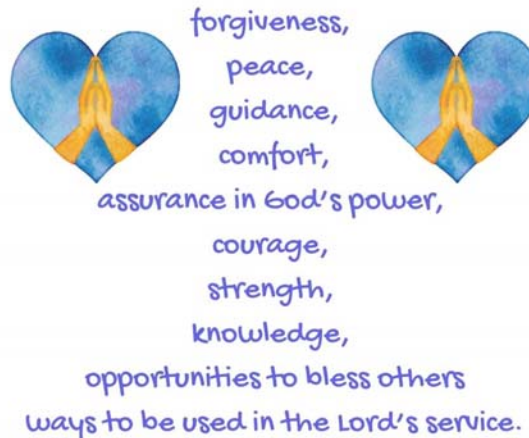 forgiveness,
peace,
guidance,
comfort,
assurance in God's power,
courage,
strength,
knowledge,
opportunities to bless others
ways to be used in the Lord's service.